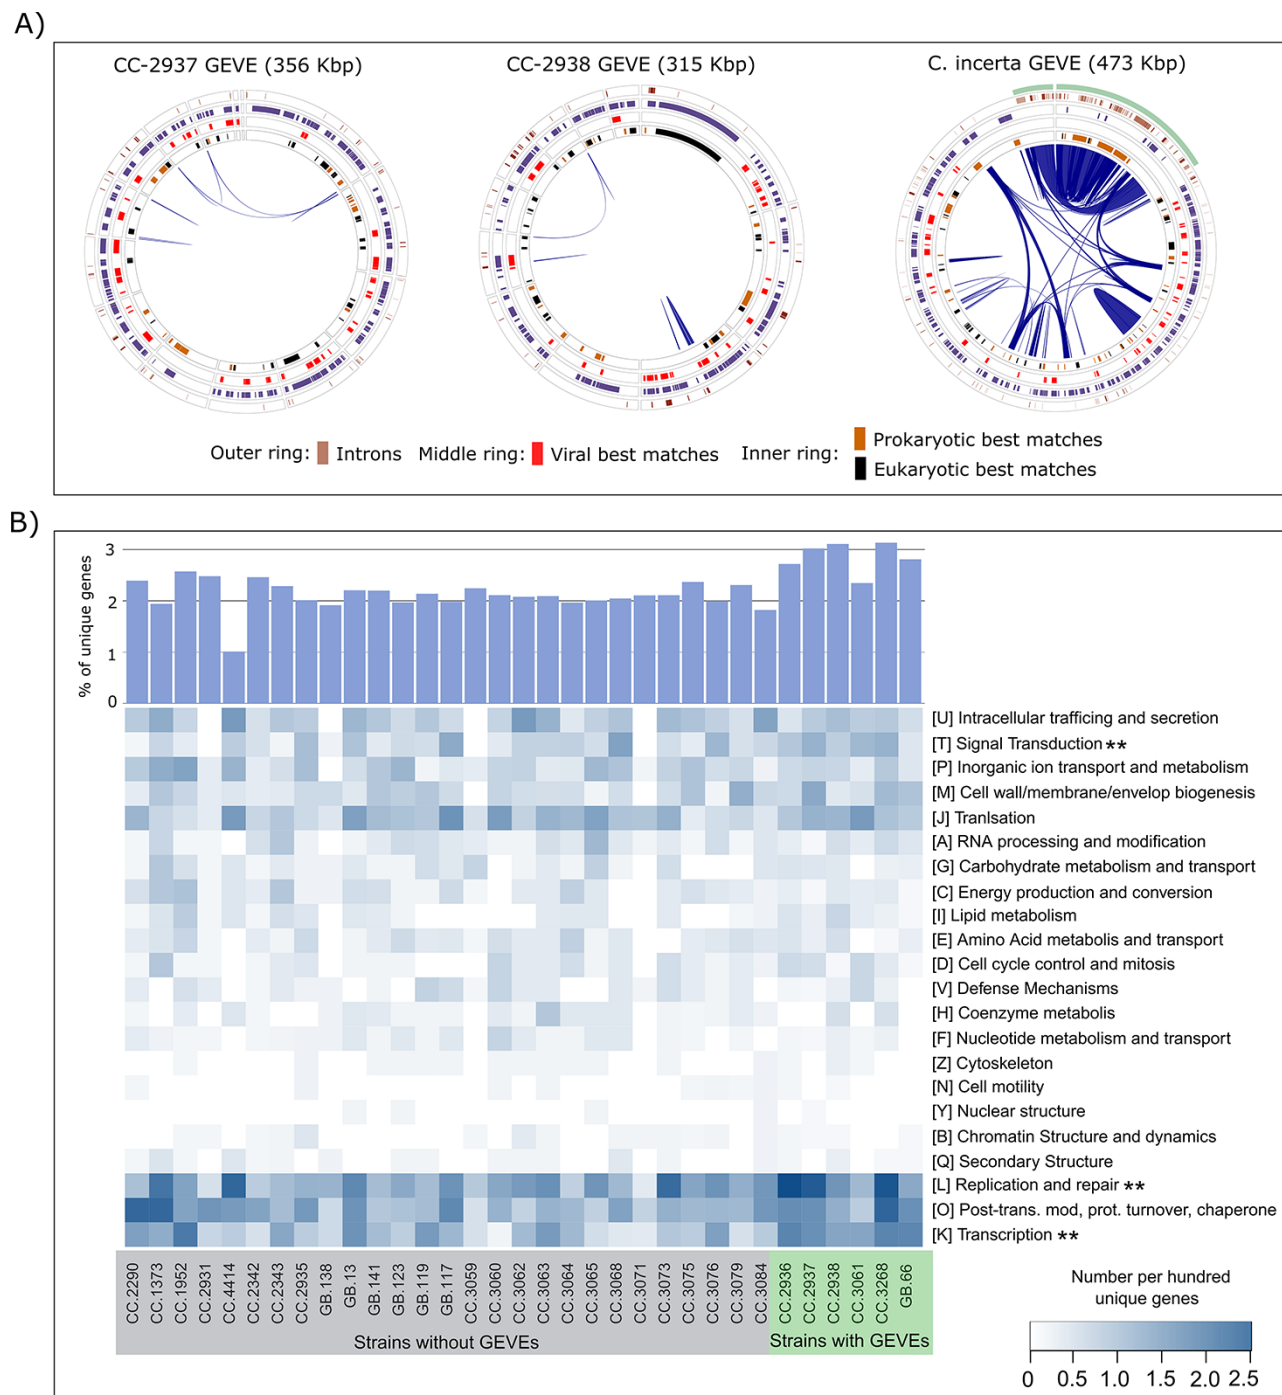 A)
CC-2937 GEVE (356 Kbp)
CC-2938 GEVE (315 Kbp)
C. incerta GEVE (473 Kbp)
Outer ring: Introns Middle ring: Viral best matches Inner ring:
Prokaryotic best matches
Eukaryotic best matches
B)
% of unique genes
3
2
1
0
[U] Intracellular trafficing and secretion
[T] Signal Transduction **
[P] Inorganic ion transport and metabolism
[M] Cell wall/membrane/envelop biogenesis
[J] Tranlsation
[A] RNA processing and modification
[G] Carbohydrate metabolism and transport
[C] Energy production and conversion
[I] Lipid metabolism
[E] Amino Acid metabolis and transport
[D] Cell cycle control and mitosis
[V] Defense Mechanisms
[H] Coenzyme metabolis
[F] Nucleotide metabolism and transport
[Z] Cytoskeleton
[N] Cell motility
[Y] Nuclear structure
[B] Chromatin Structure and dynamics
[Q] Secondary Structure
[L] Replication and repair **
[O] Post-trans. mod, prot. turnover, chaperone
[K] Transcription **
CC.2290
CC.1373
CC.1952
CC.2931
CC.4414
CC.2342
CC.2343
CC.2935
GB.138
GB.13
GB.141
GB.123
GB.119
GB.117
CC.3059
CC.3060
CC.3062
CC.3063
CC.3064
CC.3065
CC.3068
CC.3071
CC.3073
CC.3075
CC.3076
CC.3079
CC.3084
CC.2936
CC.2937
CC.2938
CC.3061
CC.3268
GB.66
Strains without GEVEs
Strains with GEVEs
Number per hundred
unique genes
0 0.5 1.0 1.5 2.0 2.5